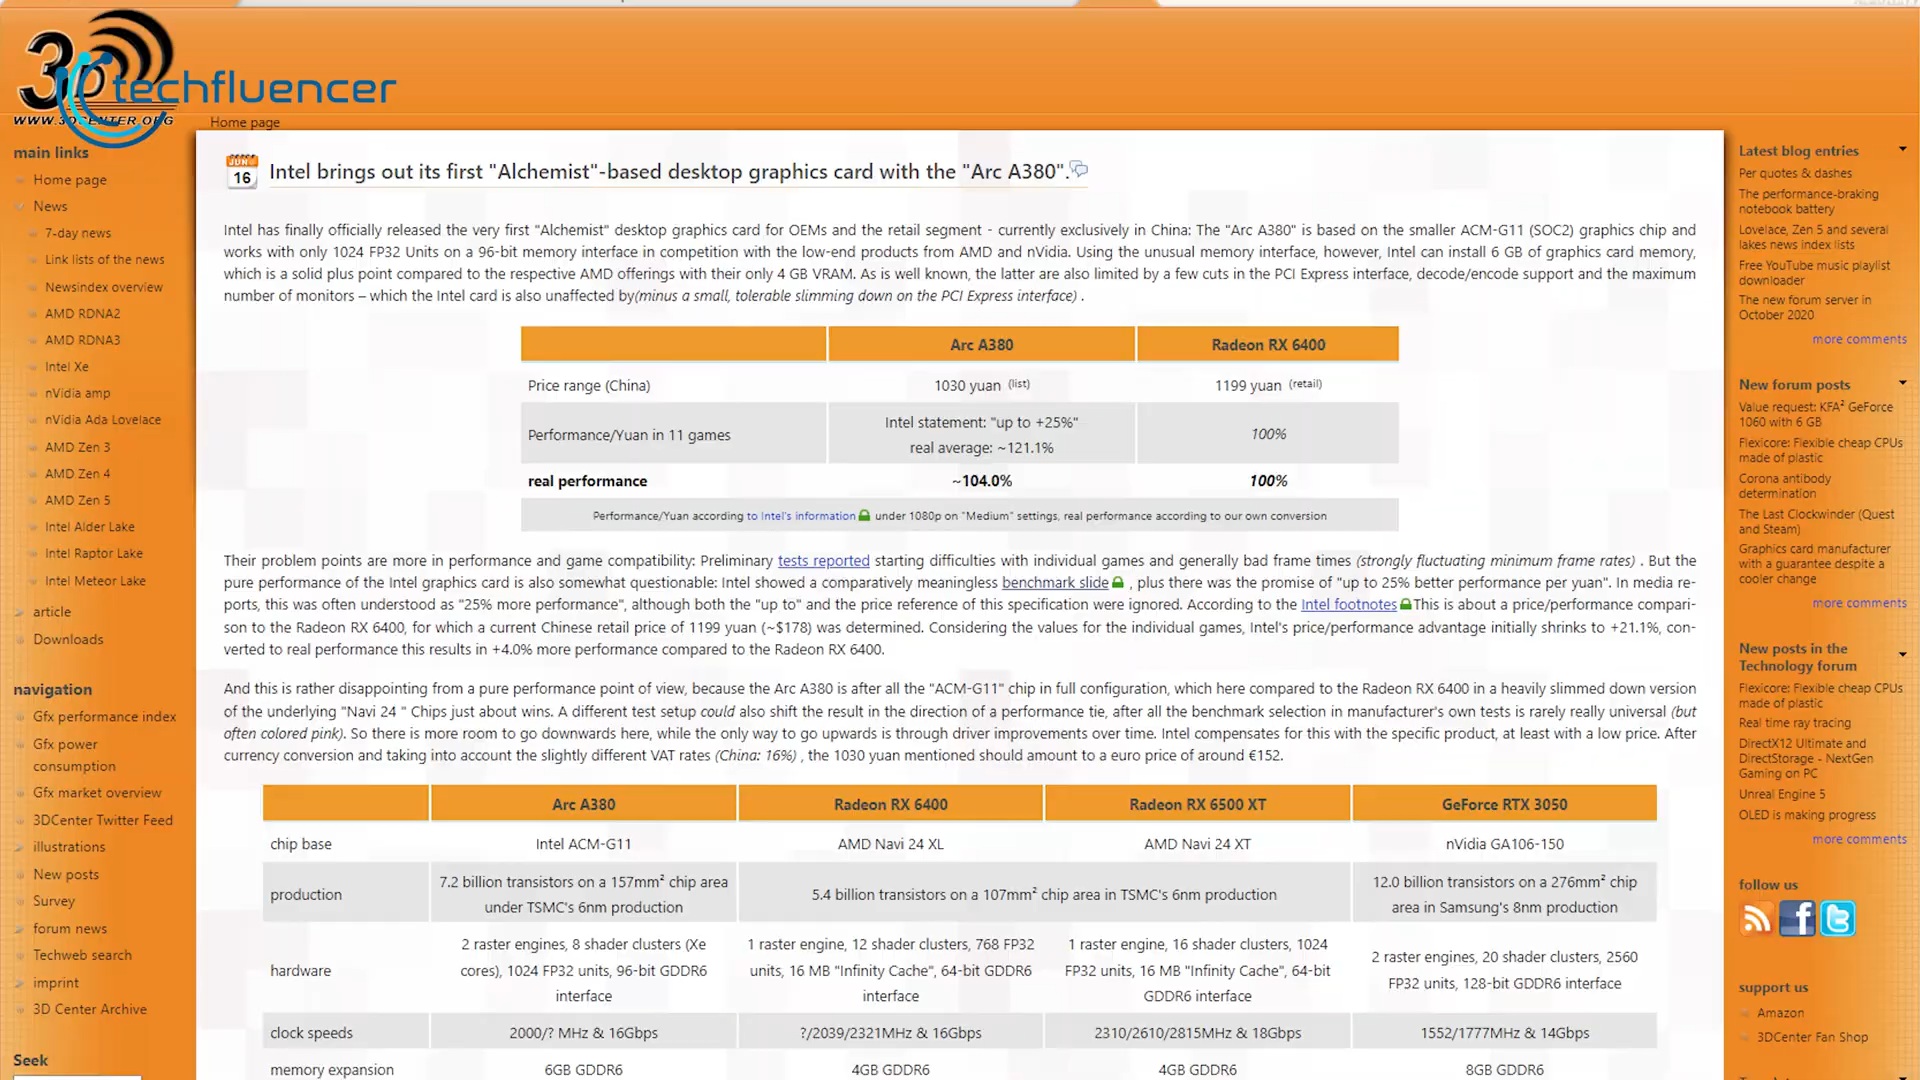 techfluencer
WWW.3DCENTER.ORG
Home page
main links
Home page
News
7-day news
Link lists of the news
Newsindex overview
AMD RDNA2
AMD RDNA3
Intel Xe
nVidia amp
nVidia Ada Lovelace
AMD Zen 3
AMD Zen 4
AMD Zen 5
Intel Alder Lake
Intel Raptor Lake
Intel Meteor Lake
article
Downloads
navigation
Gfx performance index
Gfx power
consumption
Gfx market overview
3DCenter Twitter Feed
illustrations
New posts
Survey
forum news
Techweb search
imprint
3D Center Archive
Seek
JUN
16
Intel brings out its first "Alchemist"-based desktop graphics card with the "Arc A380".
Intel has finally officially released the very first "Alchemist" desktop graphics card for OEMs and the retail segment - currently exclusively in China: The "Arc A380" is based on the smaller ACM-G11 (SOC2) graphics chip and
works with only 1024 FP32 Units on a 96-bit memory interface in competition with the low-end products from AMD and nVidia. Using the unusual memory interface, however, Intel can install 6 GB of graphics card memory,
which is a solid plus point compared to the respective AMD offerings with their only 4 GB VRAM. As is well known, the latter are also limited by a few cuts in the PCI Express interface, decode/encode support and the maximum
number of monitors – which the Intel card is also unaffected by(minus a small, tolerable slimming down on the PCI Express interface) .
Arc A380 Radeon RX 6400
Price range (China) 1030 yuan (list) 1199 yuan (retail)
Performance/Yuan in 11 games Intel statement: "up to +25%"
real average: ~121.1% 100%
real performance ~104.0% 100%
Performance/Yuan according to Intel's information under 1080p on "Medium" settings, real performance according to our own conversion
Their problem points are more in performance and game compatibility: Preliminary tests reported starting difficulties with individual games and generally bad frame times (strongly fluctuating minimum frame rates) . But the
pure performance of the Intel graphics card is also somewhat questionable: Intel showed a comparatively meaningless benchmark slide , plus there was the promise of "up to 25% better performance per yuan". In media re-
ports, this was often understood as "25% more performance", although both the "up to" and the price reference of this specification were ignored. According to the Intel footnotes This is about a price/performance compari-
son to the Radeon RX 6400, for which a current Chinese retail price of 1199 yuan (~$178) was determined. Considering the values for the individual games, Intel's price/performance advantage initially shrinks to +21.1%, con-
verted to real performance this results in +4.0% more performance compared to the Radeon RX 6400.
And this is rather disappointing from a pure performance point of view, because the Arc A380 is after all the "ACM-G11" chip in full configuration, which here compared to the Radeon RX 6400 in a heavily slimmed down version
of the underlying "Navi 24 " Chips just about wins. A different test setup could also shift the result in the direction of a performance tie, after all the benchmark selection in manufacturer's own tests is rarely really universal (but
often colored pink). So there is more room to go downwards here, while the only way to go upwards is through driver improvements over time. Intel compensates for this with the specific product, at least with a low price. After
currency conversion and taking into account the slightly different VAT rates (China: 16%) , the 1030 yuan mentioned should amount to a euro price of around €152.
Arc A380 Radeon RX 6400 Radeon RX 6500 XT GeForce RTX 3050
chip base Intel ACM-G11 AMD Navi 24 XL AMD Navi 24 XT nVidia GA106-150
production 7.2 billion transistors on a 157mm² chip area
under TSMC's 6nm production 5.4 billion transistors on a 107mm² chip area in TSMC's 6nm production 12.0 billion transistors on a 276mm² chip
area in Samsung's 8nm production
hardware 2 raster engines, 8 shader clusters (Xe
cores), 1024 FP32 units, 96-bit GDDR6
interface
1 raster engine, 12 shader clusters, 768 FP32
units, 16 MB "Infinity Cache", 64-bit GDDR6
interface
1 raster engine, 16 shader clusters, 1024
FP32 units, 16 MB "Infinity Cache", 64-bit
GDDR6 interface
2 raster engines, 20 shader clusters, 2560
FP32 units, 128-bit GDDR6 interface
clock speeds 2000/? MHz & 16Gbps ?/2039/2321MHz & 16Gbps 2310/2610/2815MHz & 18Gbps 1552/1777MHz & 14Gbps
memory expansion 6GB GDDR6 4GB GDDR6 4GB GDDR6 8GB GDDR6
Latest blog entries
Per quotes & dashes
The performance-braking
notebook battery
Lovelace, Zen 5 and several
lakes news index lists
Free YouTube music playlist
downloader
The new forum server in
October 2020
more comments
New forum posts
Value request: KFA² GeForce
1060 with 6 GB
Flexicore: Flexible cheap CPUs
made of plastic
Corona antibody
determination
The Last Clockwinder (Quest
and Steam)
Graphics card manufacturer
with a guarantee despite a
cooler change
more comments
New posts in the
Technology forum
Flexicore: Flexible cheap CPUs
made of plastic
Real time ray tracing
DirectX12 Ultimate and
DirectStorage - NextGen
Gaming on PC
Unreal Engine 5
OLED is making progress
more comments
follow us
support us
Amazon
3DCenter Fan Shop